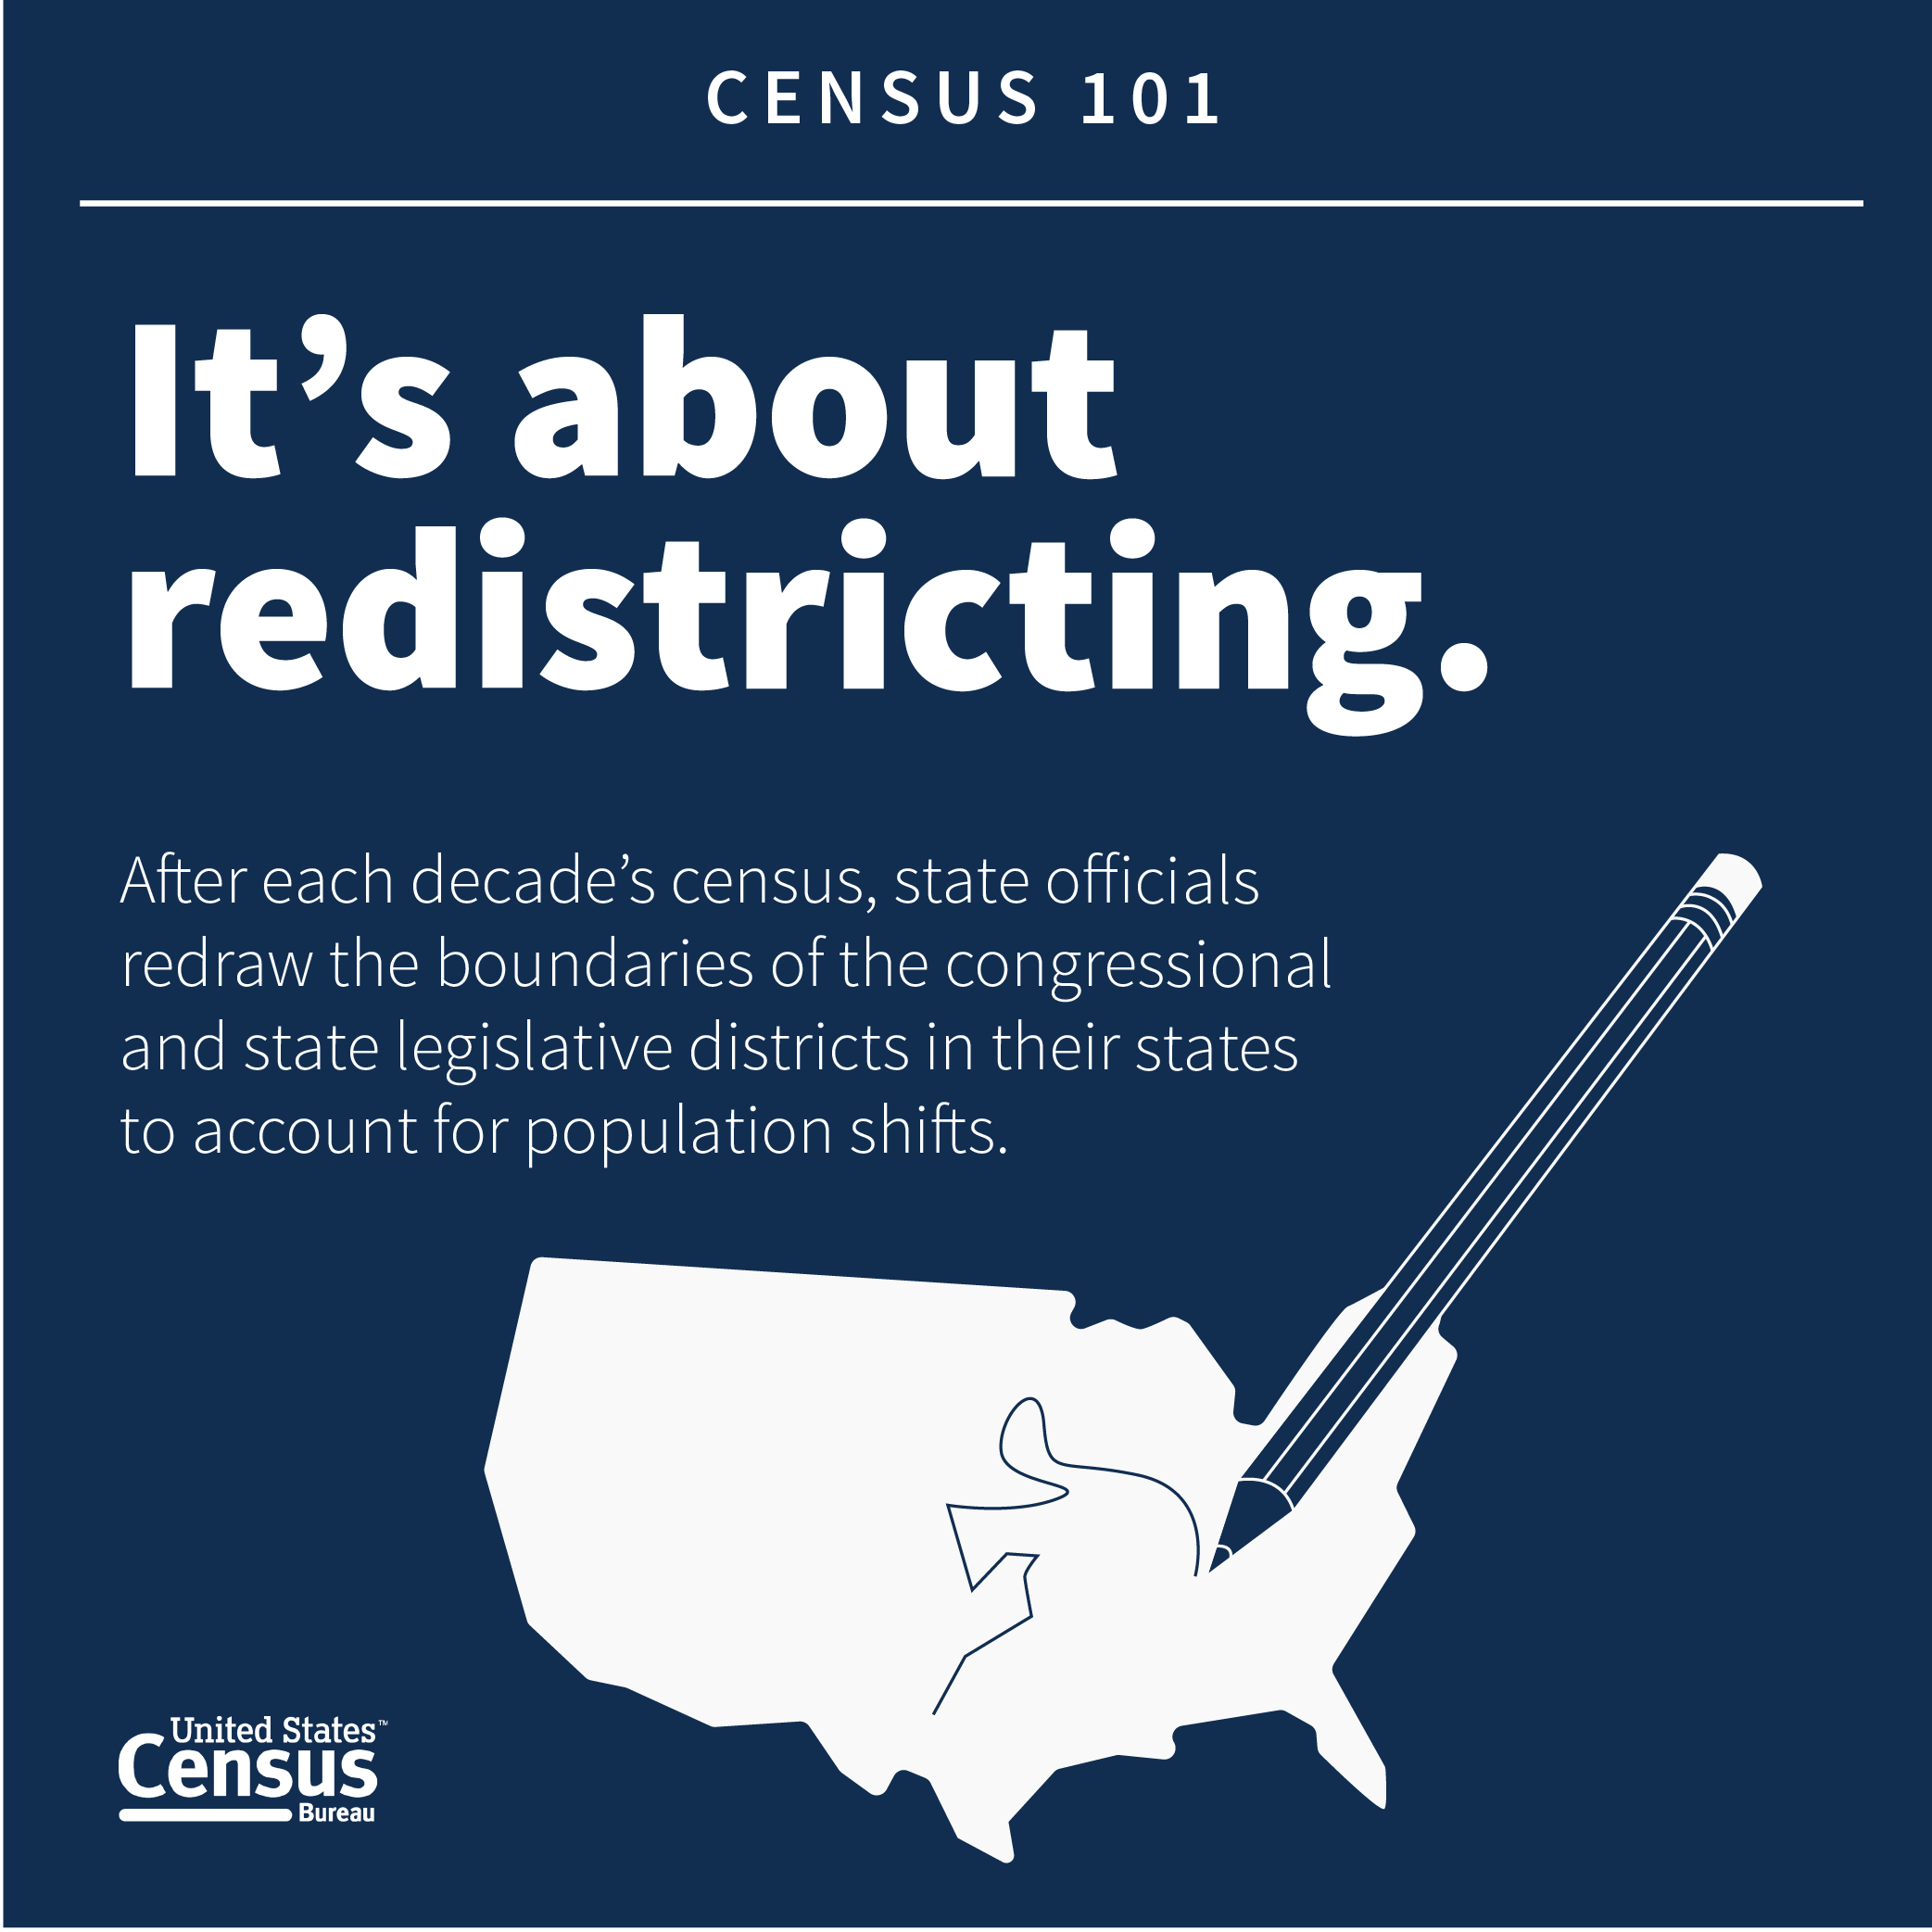 CENSUS 101
It’s about
redistricting.
After each decade’s census, state officials
redraw the boundaries of the congressional
and state legislative districts in their states
to account for population shifts.
United States™
Census
Bureau